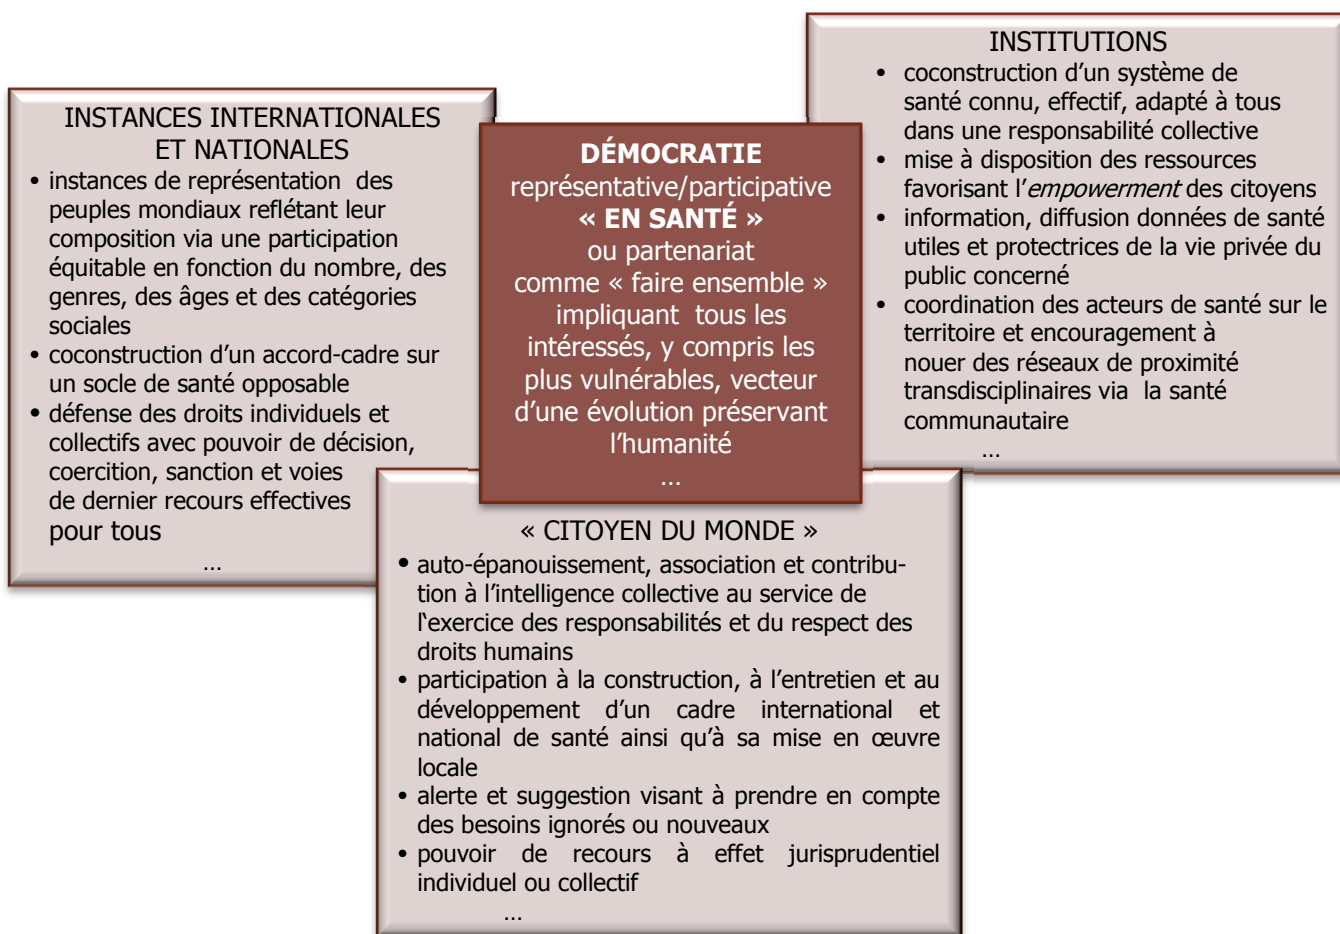 INSTANCES INTERNATIONALES
ET NATIONALES
• instances de représentation des
peuples mondiaux reflétant leur
composition via une participation
équitable en fonction du nombre, des
genres, des âges et des catégories
sociales
• coconstruction d’un accord-cadre sur
un socle de santé opposable
• défense des droits individuels et
collectifs avec pouvoir de décision,
coercition, sanction et voies
de dernier recours effectives
pour tous
...
DÉMOCRATIE
représentative/participative
« EN SANTÉ »
ou partenariat
comme « faire ensemble »
impliquant tous les
intéressés, y compris les
plus vulnérables, vecteur
d’une évolution préservant
l’humanité
...
INSTITUTIONS
• coconstruction d’un système de
santé connu, effectif, adapté à tous
dans une responsabilité collective
• mise à disposition des ressources
favorisant l’empowerment des citoyens
• information, diffusion données de santé
utiles et protectrices de la vie privée du
public concerné
• coordination des acteurs de santé sur le
territoire et encouragement à
nouer des réseaux de proximité
transdisciplinaires via la santé
communautaire
...
« CITOYEN DU MONDE »
• auto-épanouissement, association et contribu-
tion à l’intelligence collective au service de
l‘exercice des responsabilités et du respect des
droits humains
• participation à la construction, à l’entretien et au
développement d’un cadre international et
national de santé ainsi qu’à sa mise en œuvre
locale
• alerte et suggestion visant à prendre en compte
des besoins ignorés ou nouveaux
• pouvoir de recours à effet jurisprudentiel
individuel ou collectif
...